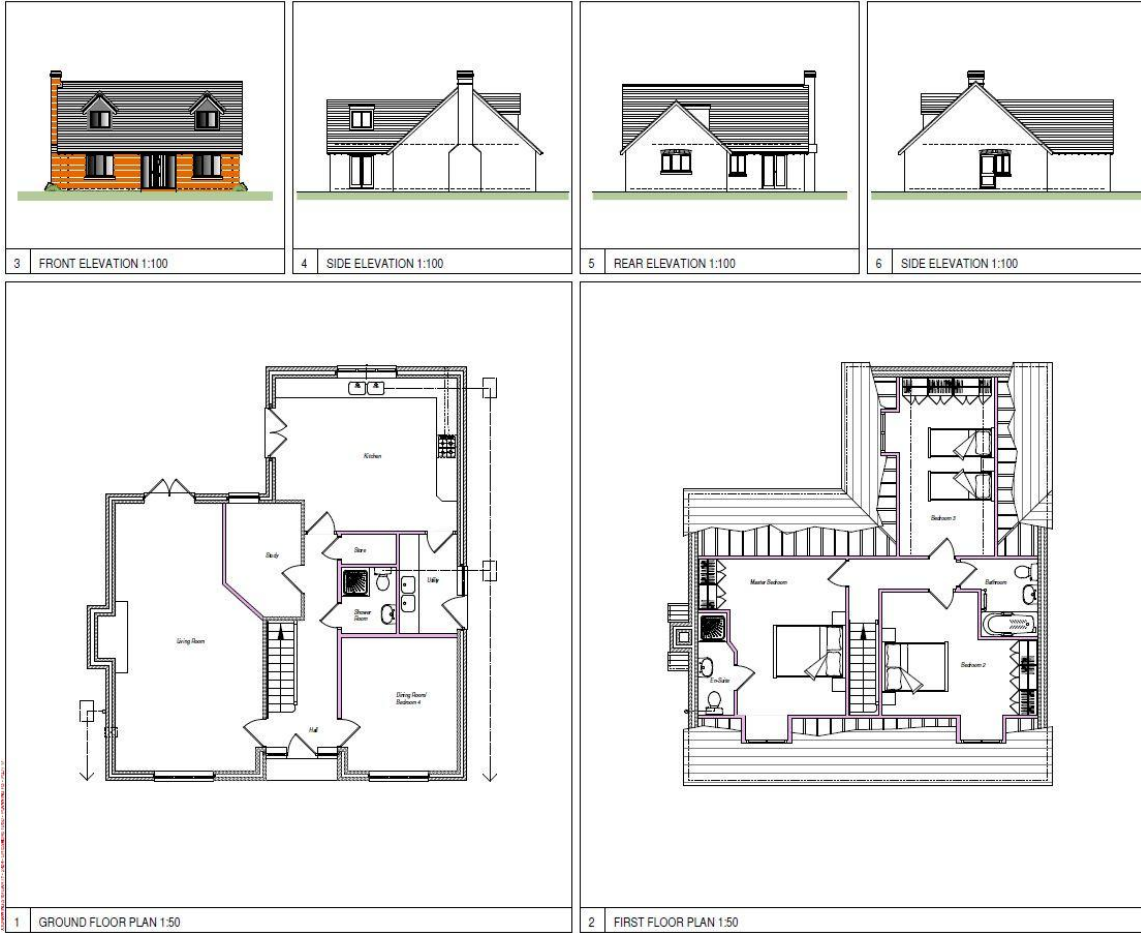 3 FRONT ELEVATION 1:100
4 SIDE ELEVATION 1:100
5 REAR ELEVATION 1:100
6 SIDE ELEVATION 1:100
Kitchen
Study
Store
Utility
Shower
Room
Living Room
Dining Room/
Bedroom 4
Hall
1 GROUND FLOOR PLAN 1:50
Bedroom 3
Master Bedroom
Bathroom
Bedroom 2
En-Suite
2 FIRST FLOOR PLAN 1:50